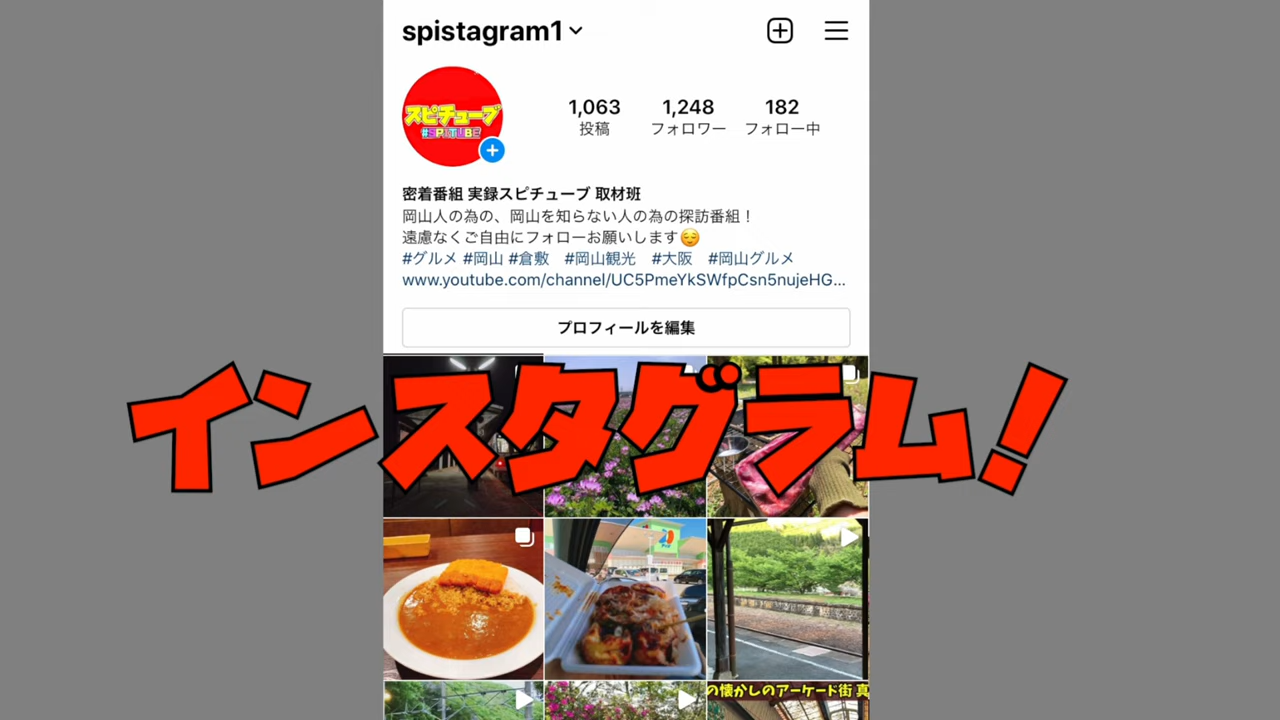 spistagram1
スピチューブ
#SPITUBE
1,063
1,248
182
投稿
フォロワー
フォロー中
密着番組 実録スピチューブ 取材班
岡山人の為の、岡山を知らない人の為の探訪番組！
遠慮なくご自由にフォローお願いします😌
#グルメ #岡山 #倉敷　#岡山観光　#大阪　#岡山グルメ
www.youtube.com/channel/UC5PmeYkSWfpCsn5nujeHG...
プロフィールを編集
インスタグラム！
の懐かしのアーケード街 真